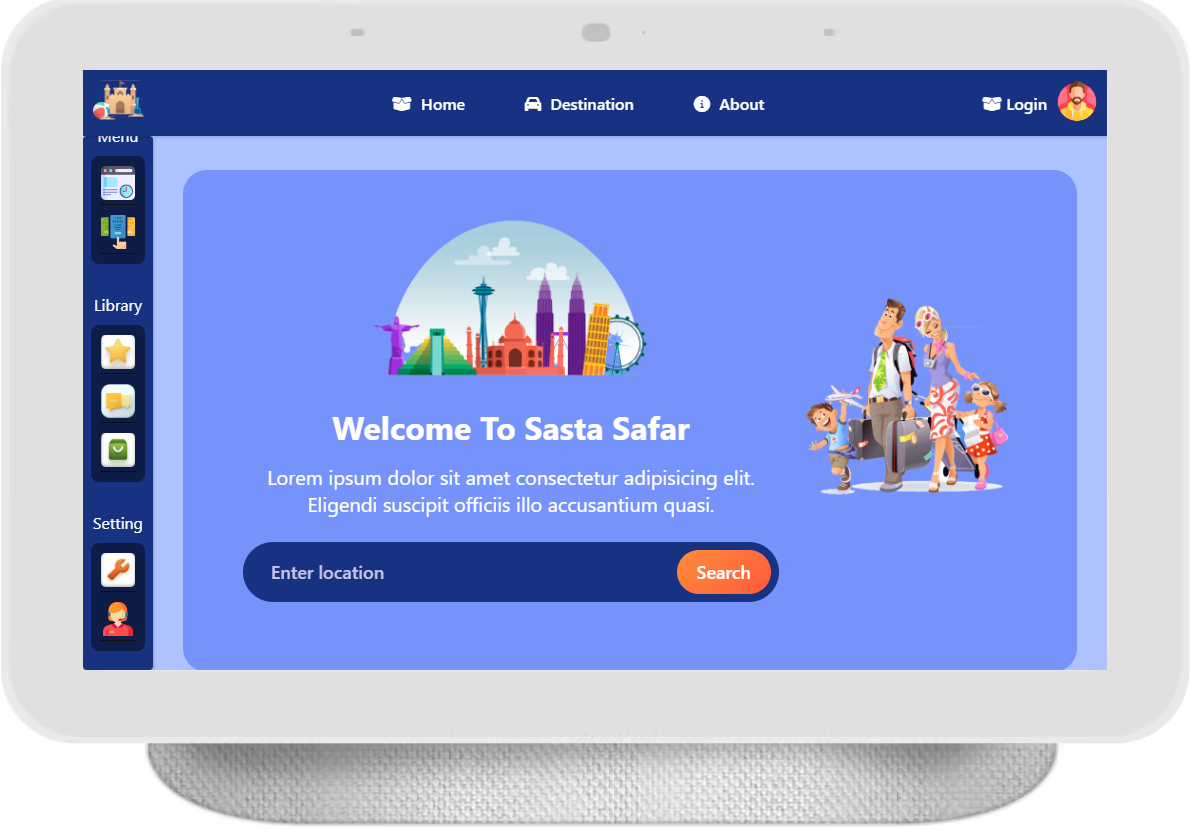 Home
Destination
About
Login
Menu
Library
Setting
Welcome To Sasta Safar
Lorem ipsum dolor sit amet consectetur adipisicing elit.
Eligendi suscipit officiis illo accusantium quasi.
Enter location
Search